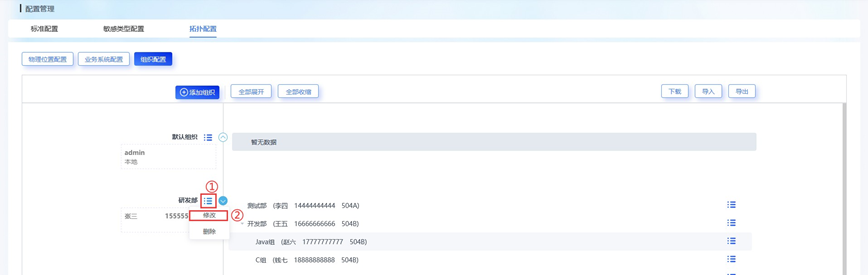 配置管理
标准配置 敏感类型配置 拓扑配置
物理位置配置 业务系统配置 组织配置
添加组织 全部展开 全部收缩 下载 导入 导出
默认组织 暂无数据
admin
本地
① 
研发部
测试部 (李四 14444444444 504A)
张三 155555 修改 ②
开发部 (王五 16666666666 504B)
删除
Java组 (赵六 17777777777 504B)
C组 (钱七 18888888888 504B)